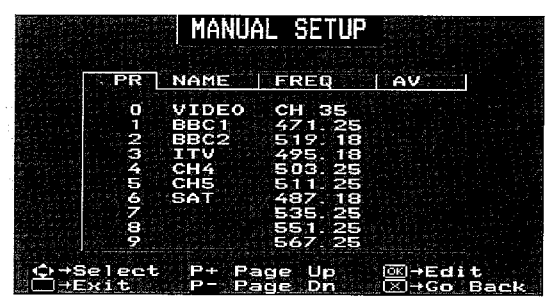 MANUAL SETUP
PR NAME FREQ AV
0 VIDEO CH 35
1 BBC1 471.25
2 BBC2 519.18
3 ITV 495.18
4 CH4 503.25
5 CH5 511.25
6 SAT 487.18
7 535.25
8 551.25
9 567.25
→Select P+ Page Up OK→Edit
→Exit P- Page Dn X→Go Back